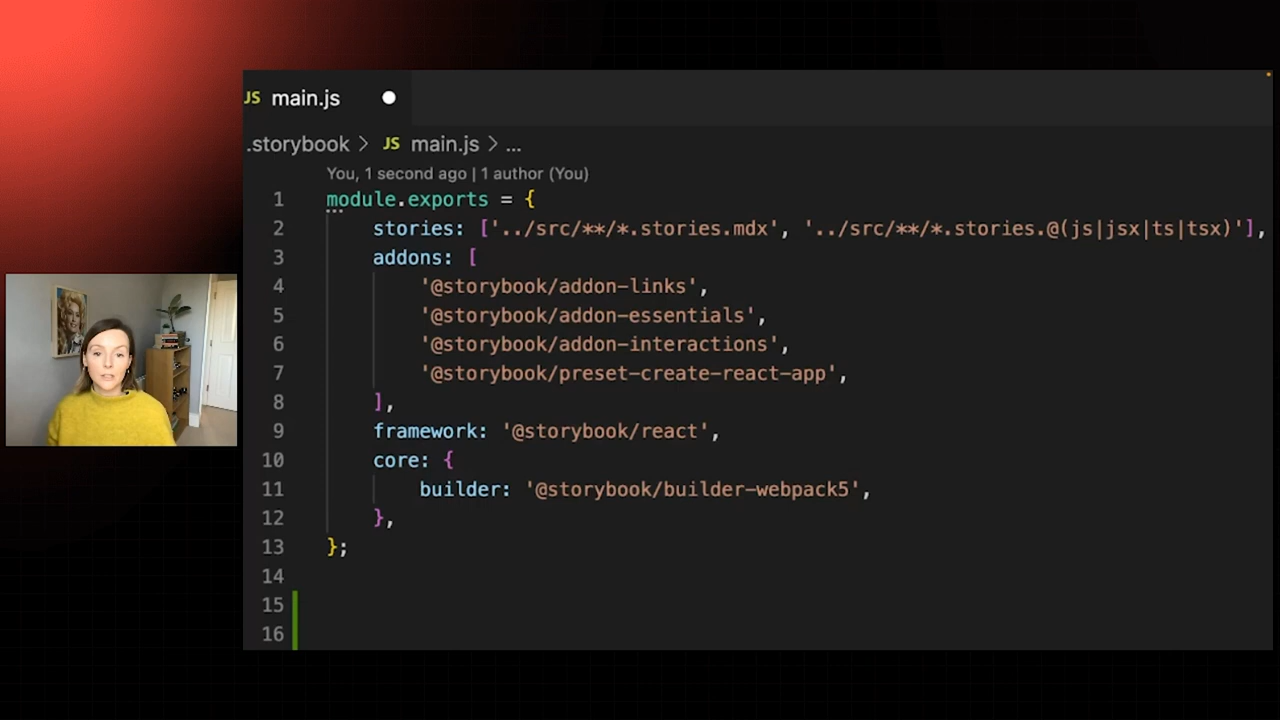 JS main.js
.storybook > JS main.js > ...
You, 1 second ago | 1 author (You)
1 module.exports = {
2 stories: ['../src/**/*.stories.mdx', '../src/**/*.stories.@(js|jsx|ts|tsx)'],
3 addons: [
4 '@storybook/addon-links',
5 '@storybook/addon-essentials',
6 '@storybook/addon-interactions',
7 '@storybook/preset-create-react-app',
8 ],
9 framework: '@storybook/react',
10 core: {
11 builder: '@storybook/builder-webpack5',
12 },
13 };
14
15
16